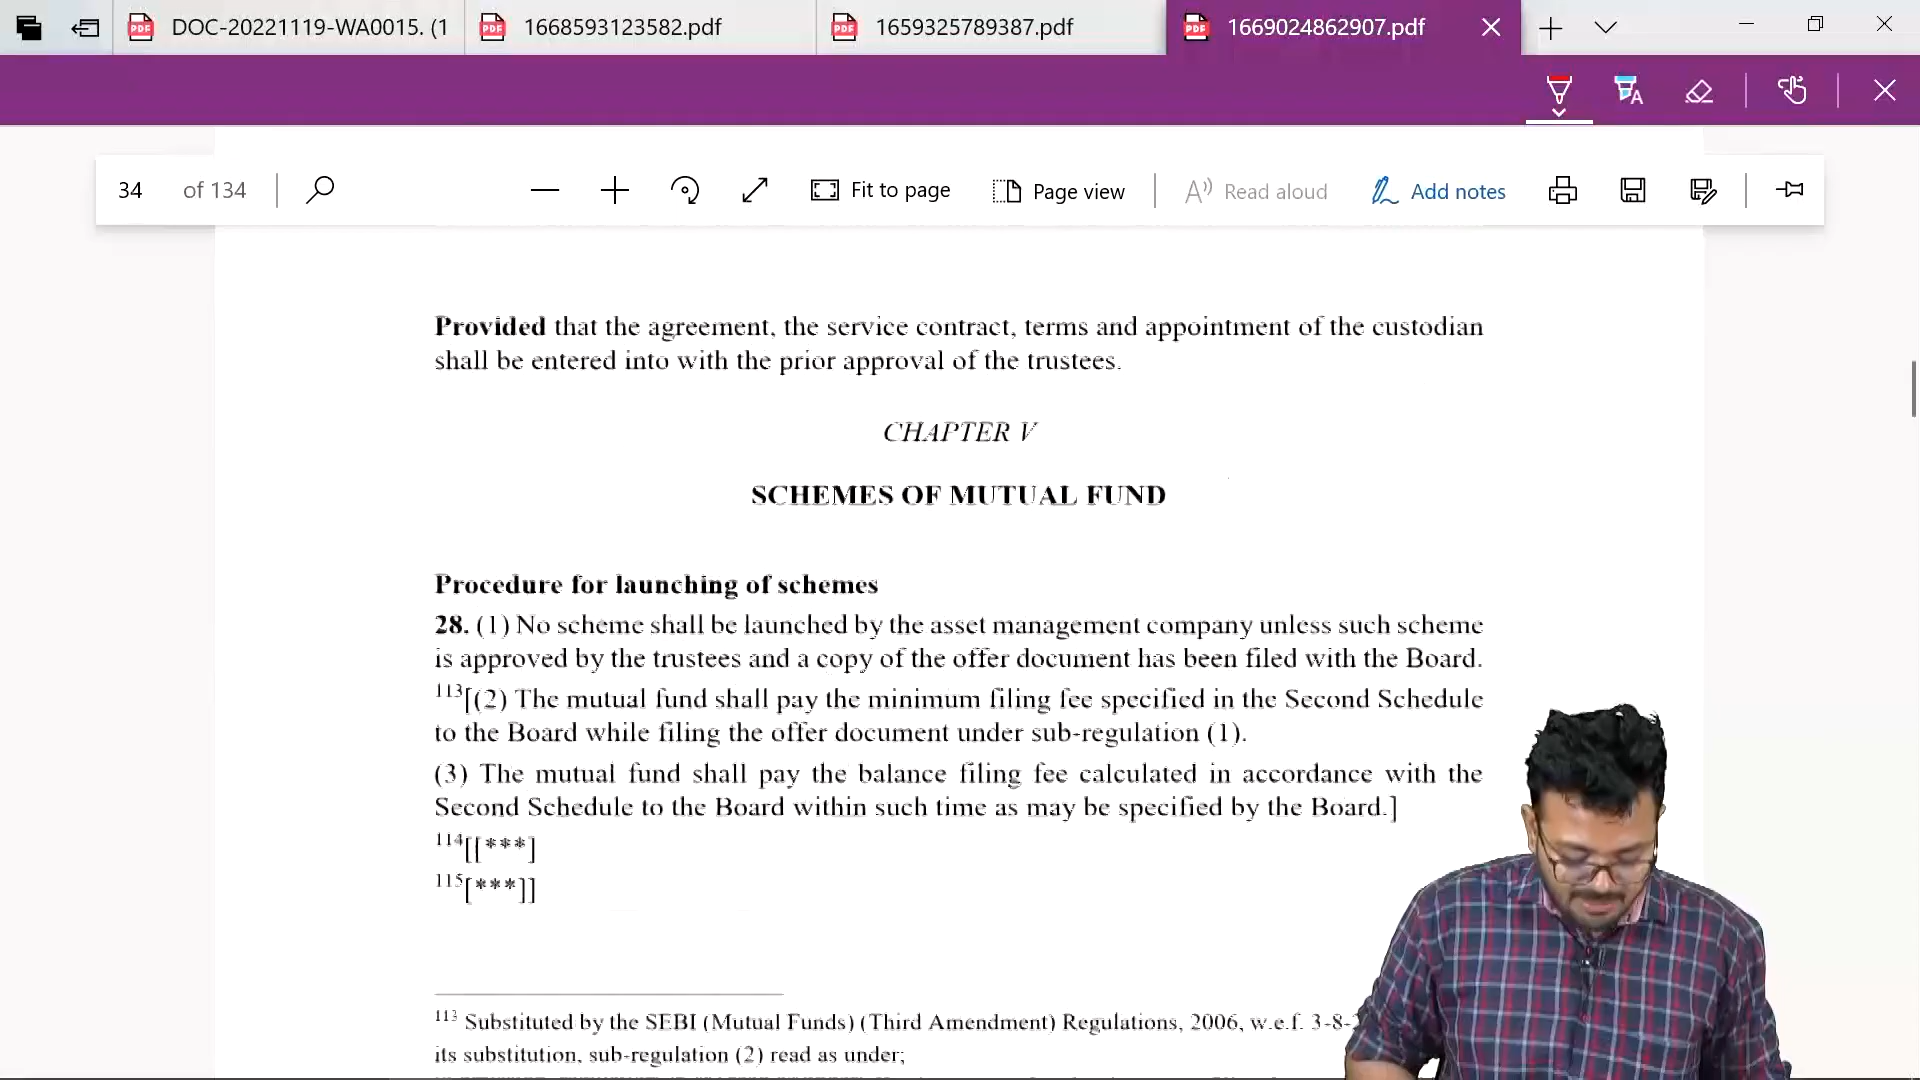 DOC-20221119-WA0015. (1
1668593123582.pdf
1659325789387.pdf
1669024862907.pdf
34 of 134
Fit to page
Page view
Read aloud
Add notes
Provided that the agreement, the service contract, terms and appointment of the custodian
shall be entered into with the prior approval of the trustees.
CHAPTER V
SCHEMES OF MUTUAL FUND
Procedure for launching of schemes
28. (1) No scheme shall be launched by the asset management company unless such scheme
is approved by the trustees and a copy of the offer document has been filed with the Board.
113[(2) The mutual fund shall pay the minimum filing fee specified in the Second Schedule
to the Board while filing the offer document under sub-regulation (1).
(3) The mutual fund shall pay the balance filing fee calculated in accordance with the
Second Schedule to the Board within such time as may be specified by the Board.]
114[[***]
115[***]]
113 Substituted by the SEBI (Mutual Funds) (Third Amendment) Regulations, 2006, w.e.f. 3-8-
its substitution, sub-regulation (2) read as under;